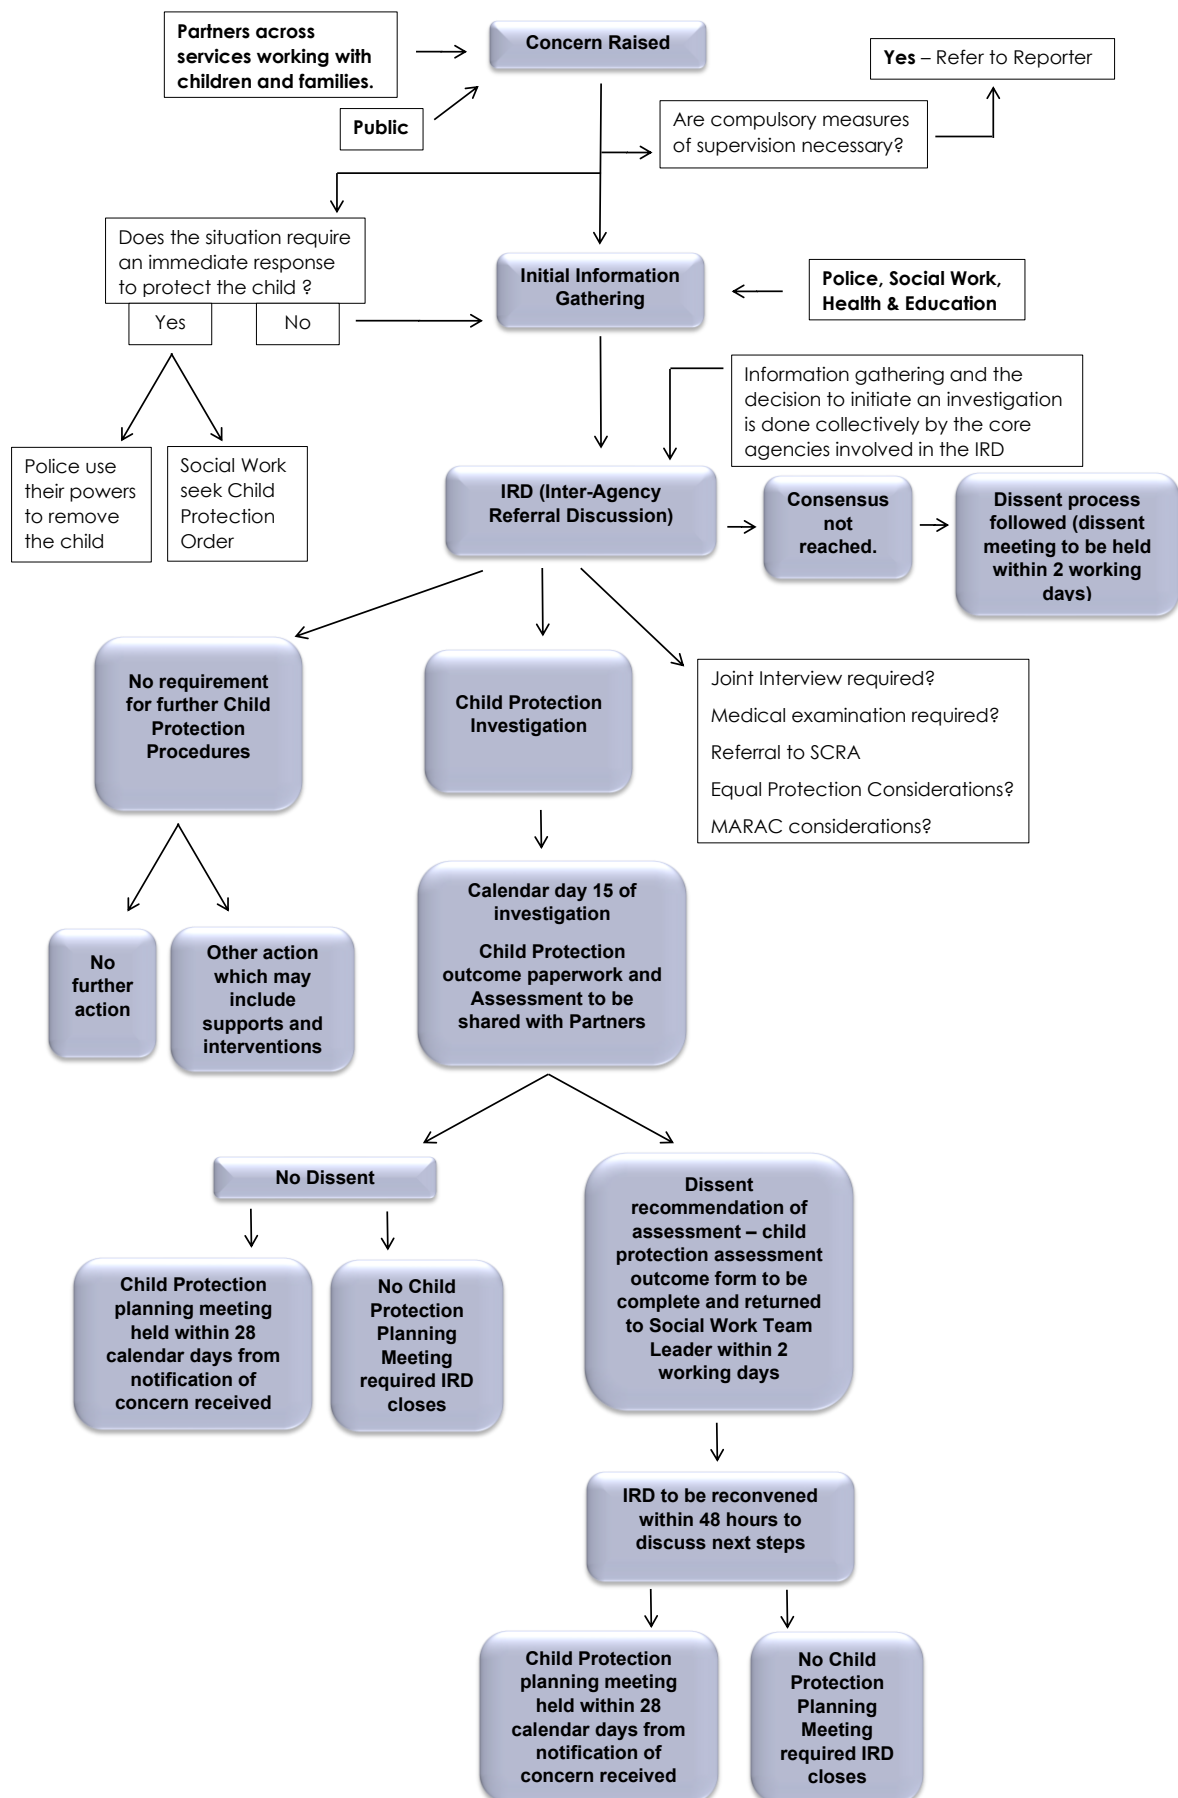 Partners across
services working with
children and families.
Concern Raised
Yes – Refer to Reporter
Public
Are compulsory measures
of supervision necessary?
Does the situation require
an immediate response
to protect the child ?
Yes
No
Initial Information
Gathering
Police, Social Work,
Health & Education
Information gathering and the
decision to initiate an investigation
is done collectively by the core
agencies involved in the IRD
Police use
their powers
to remove
the child
Social Work
seek Child
Protection
Order
IRD (Inter-Agency
Referral Discussion)
Consensus
not
reached.
Dissent process
followed (dissent
meeting to be held
within 2 working
days)
No requirement
for further Child
Protection
Procedures
Child Protection
Investigation
Joint Interview required?
Medical examination required?
Referral to SCRA
Equal Protection Considerations?
MARAC considerations?
No
further
action
Other action
which may
include
supports and
interventions
Calendar day 15 of
investigation
Child Protection
outcome paperwork and
Assessment to be
shared with Partners
No Dissent
Child Protection
planning meeting
held within 28
calendar days from
notification of
concern received
No Child
Protection
Planning
Meeting
required IRD
closes
Dissent
recommendation of
assessment – child
protection assessment
outcome form to be
complete and returned
to Social Work Team
Leader within 2
working days
IRD to be reconvened
within 48 hours to
discuss next steps
Child Protection
planning meeting
held within 28
calendar days from
notification of
concern received
No Child
Protection
Planning
Meeting
required IRD
closes